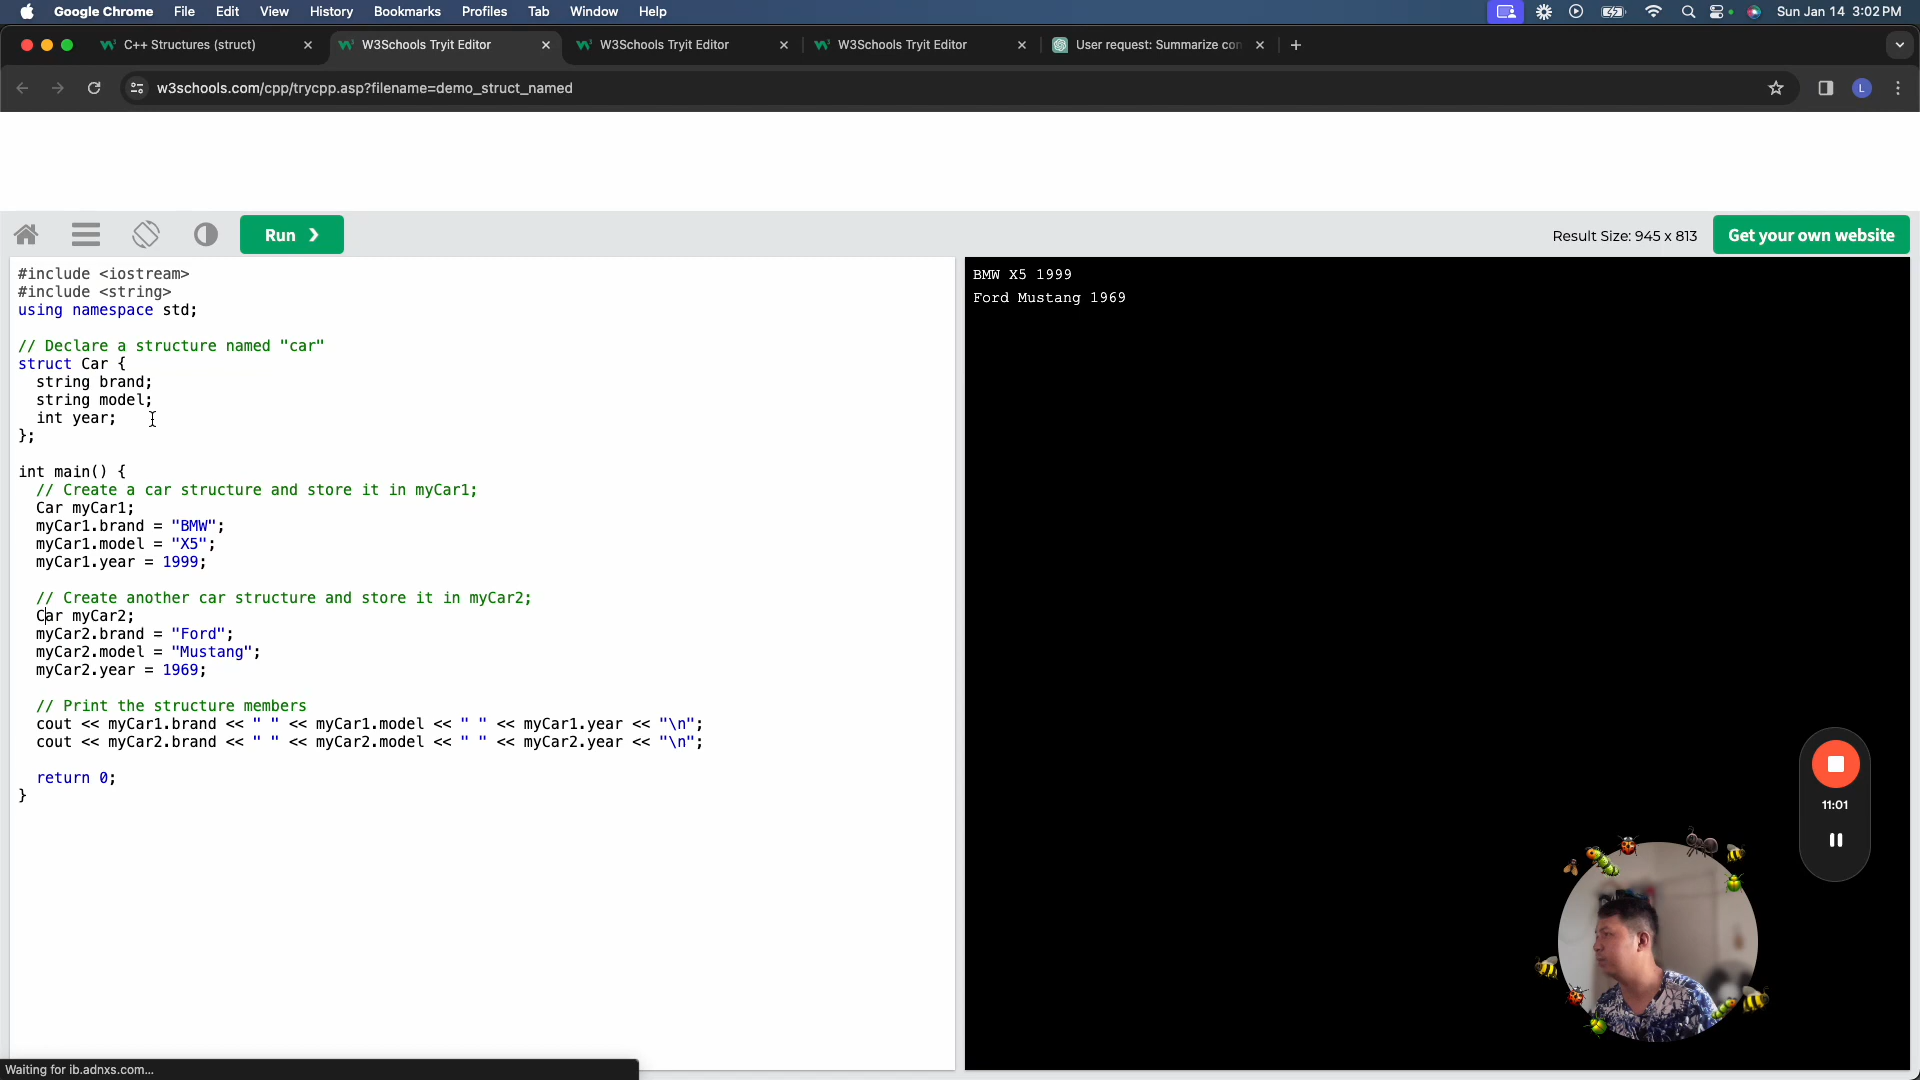 Google Chrome File Edit View History Bookmarks Profiles Tab Window Help Sun Jan 14 3:02 PM
C++ Structures (struct) W3Schools Tryit Editor W3Schools Tryit Editor W3Schools Tryit Editor User request: Summarize con
w3schools.com/cpp/trycpp.asp?filename=demo_struct_named L
Run ❯ Result Size: 945 x 813 Get your own website
#include <iostream>
#include <string>
using namespace std;
// Declare a structure named "car"
struct Car {
string brand;
string model;
int year;
};
int main() {
// Create a car structure and store it in myCar1;
Car myCar1;
myCar1.brand = "BMW";
myCar1.model = "X5";
myCar1.year = 1999;
// Create another car structure and store it in myCar2;
Car myCar2;
myCar2.brand = "Ford";
myCar2.model = "Mustang";
myCar2.year = 1969;
// Print the structure members
cout << myCar1.brand << " " << myCar1.model << " " << myCar1.year << "\n";
cout << myCar2.brand << " " << myCar2.model << " " << myCar2.year << "\n";
return 0;
}
BMW X5 1999
Ford Mustang 1969
11:01
Waiting for ib.adnxs.com...